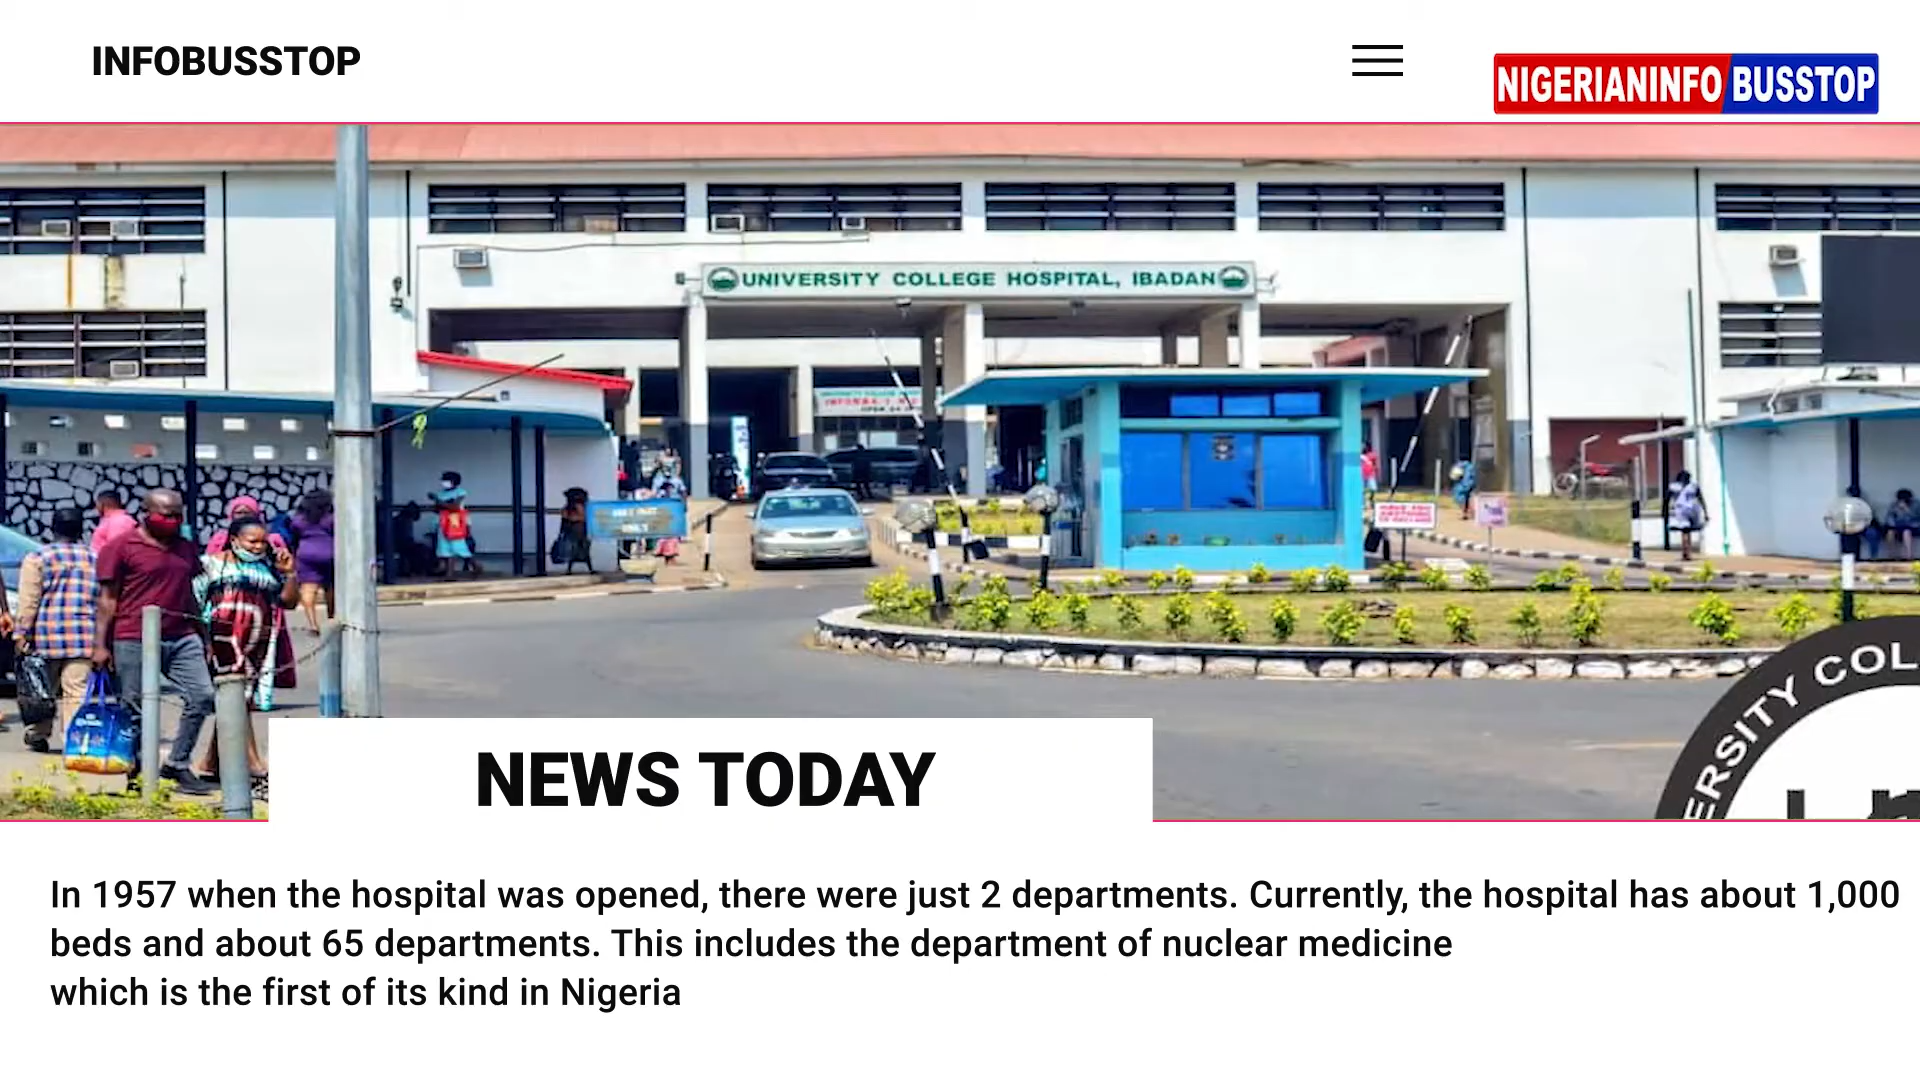 INFOBUSSTOP
NIGERIANINFO BUSSTOP
UNIVERSITY COLLEGE HOSPITAL, IBADAN
ERSITY COL
NEWS TODAY
In 1957 when the hospital was opened, there were just 2 departments. Currently, the hospital has about 1,000
beds and about 65 departments. This includes the department of nuclear medicine
which is the first of its kind in Nigeria